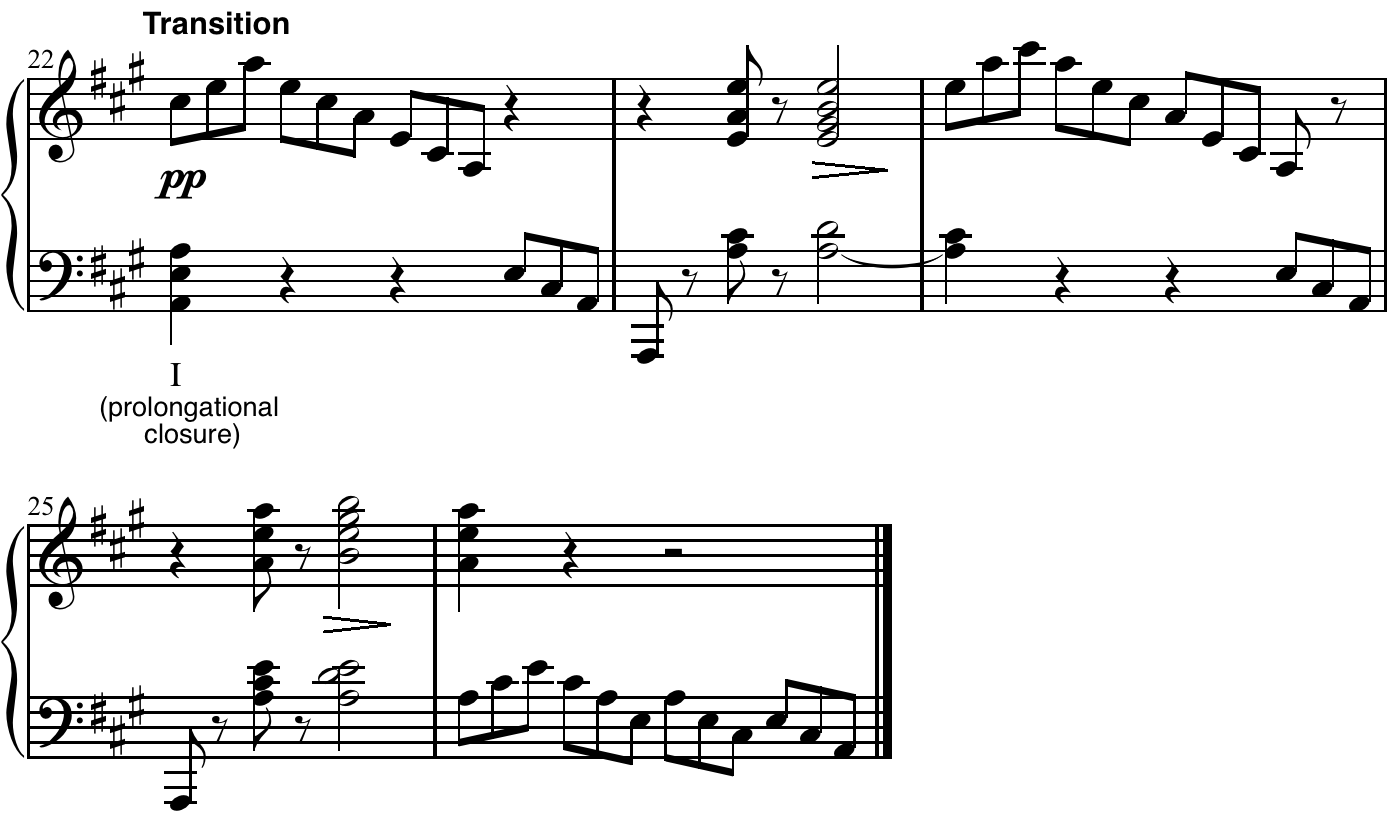 Transition
22
pp
I
(prolongational
closure)
25